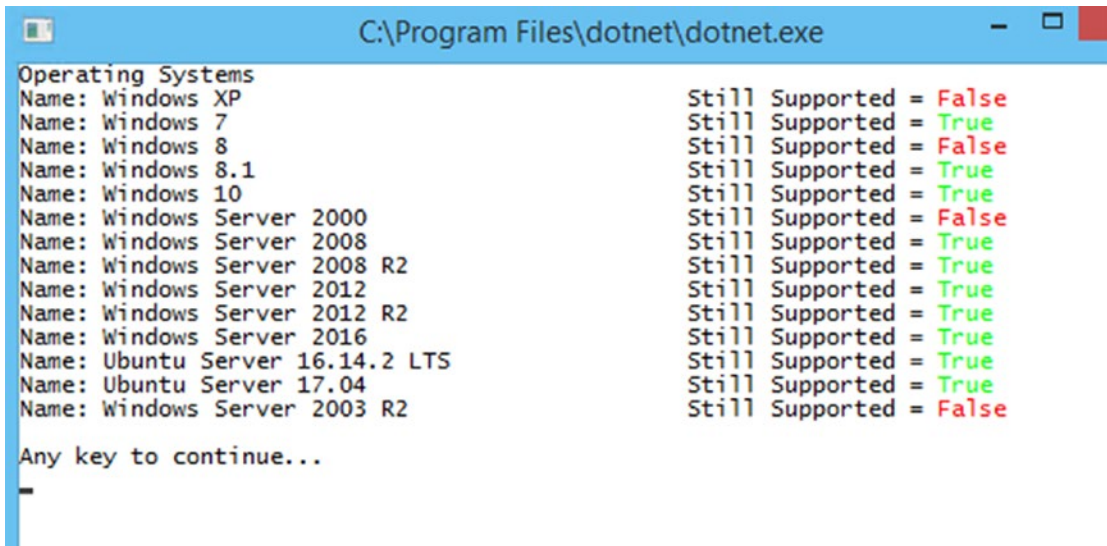 C:\Program Files\dotnet\dotnet.exe
Operating Systems
Name: Windows XP Still Supported = False
Name: Windows 7 Still Supported = True
Name: Windows 8 Still Supported = False
Name: Windows 8.1 Still Supported = True
Name: Windows 10 Still Supported = True
Name: Windows Server 2000 Still Supported = False
Name: Windows Server 2008 Still Supported = True
Name: Windows Server 2008 R2 Still Supported = True
Name: Windows Server 2012 Still Supported = True
Name: Windows Server 2012 R2 Still Supported = True
Name: Windows Server 2016 Still Supported = True
Name: Ubuntu Server 16.14.2 LTS Still Supported = True
Name: Ubuntu Server 17.04 Still Supported = True
Name: Windows Server 2003 R2 Still Supported = False
Any key to continue...